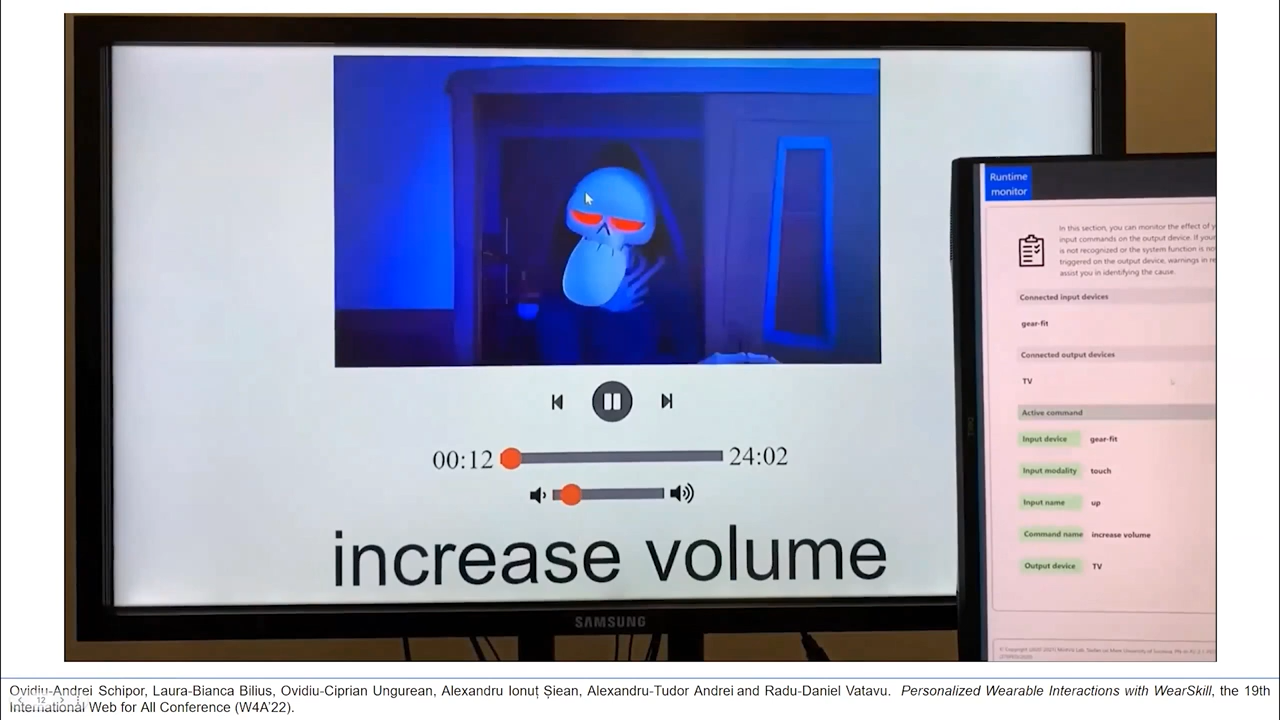 00:12
24:02
increase volume
SAMSUNG
Runtime
monitor
In this section, you can monitor the effect of y
input commands on the output device. If your
is not recognized or the system function is no
triggered on the output device, warnings in re
assist you in identifying the cause.
Connected input devices
gear-fit
Connected output devices
TV
Active command
Input device gear-fit
Input modality touch
Input name up
Command name increase volume
Output device TV
Ovidiu-Andrei Schipor, Laura-Bianca Bilius, Ovidiu-Ciprian Ungurean, Alexandru Ionuț Șiean, Alexandru-Tudor Andrei and Radu-Daniel Vatavu. Personalized Wearable Interactions with WearSkill, the 19th
International Web for All Conference (W4A'22).